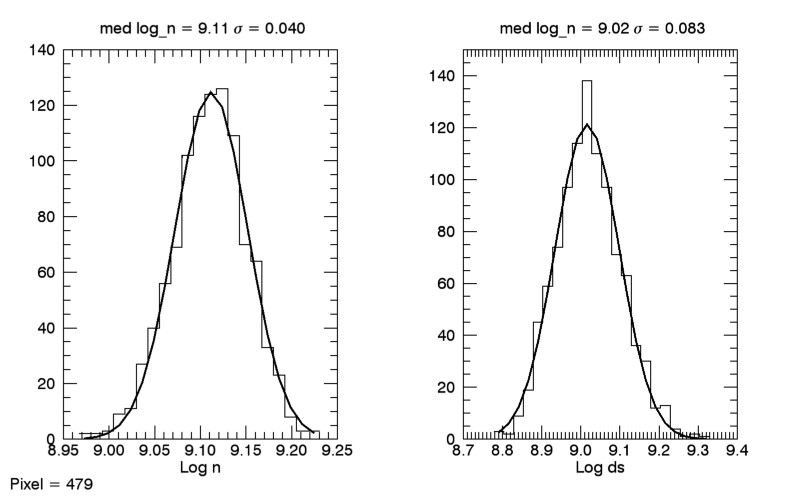 med log_n = 9.11 σ = 0.040
med log_n = 9.02 σ = 0.083
140
120
100
80
60
40
20
0
8.95 9.00 9.05 9.10 9.15 9.20 9.25
Log n
140
120
100
80
60
40
20
0
8.7 8.8 8.9 9.0 9.1 9.2 9.3 9.4
Log ds
Pixel = 479